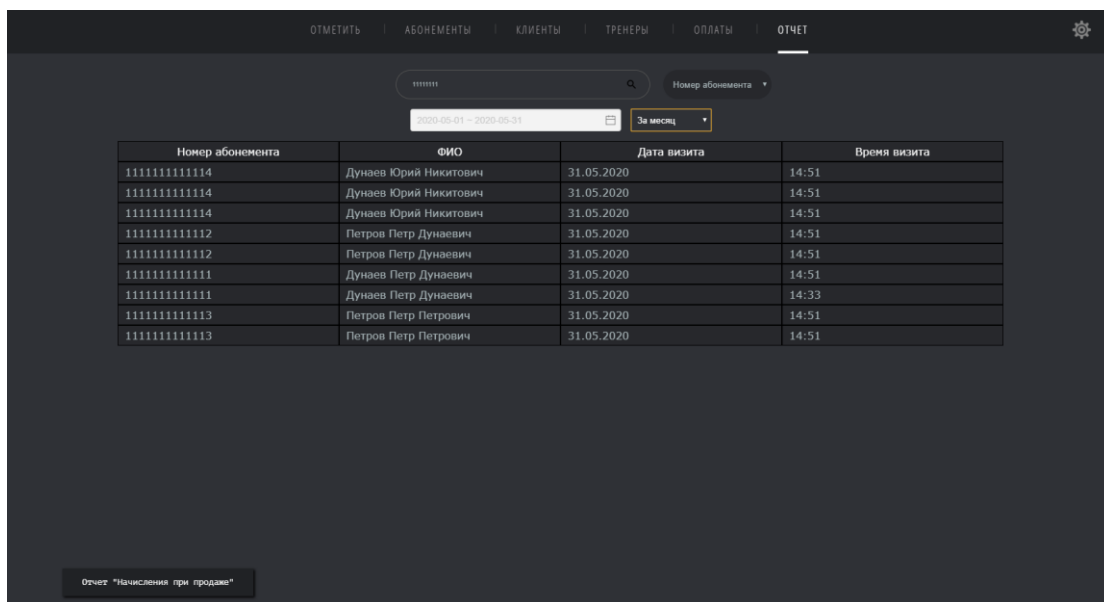 ОТМЕТИТЬ | АБОНЕМЕНТЫ | КЛИЕНТЫ | ТРЕНЕРЫ | ОПЛАТЫ | ОТЧЕТ
11111111 Номер абонемента
2020-05-01 ~ 2020-05-31 За месяц
Номер абонемента ФИО Дата визита Время визита
1111111111114 Дунаев Юрий Никитович 31.05.2020 14:51
1111111111114 Дунаев Юрий Никитович 31.05.2020 14:51
1111111111114 Дунаев Юрий Никитович 31.05.2020 14:51
1111111111112 Петров Петр Дунаевич 31.05.2020 14:51
1111111111112 Петров Петр Дунаевич 31.05.2020 14:51
1111111111111 Дунаев Петр Дунаевич 31.05.2020 14:51
1111111111111 Дунаев Петр Дунаевич 31.05.2020 14:33
1111111111113 Петров Петр Петрович 31.05.2020 14:51
1111111111113 Петров Петр Петрович 31.05.2020 14:51
Отчет "Начисления при продаже"